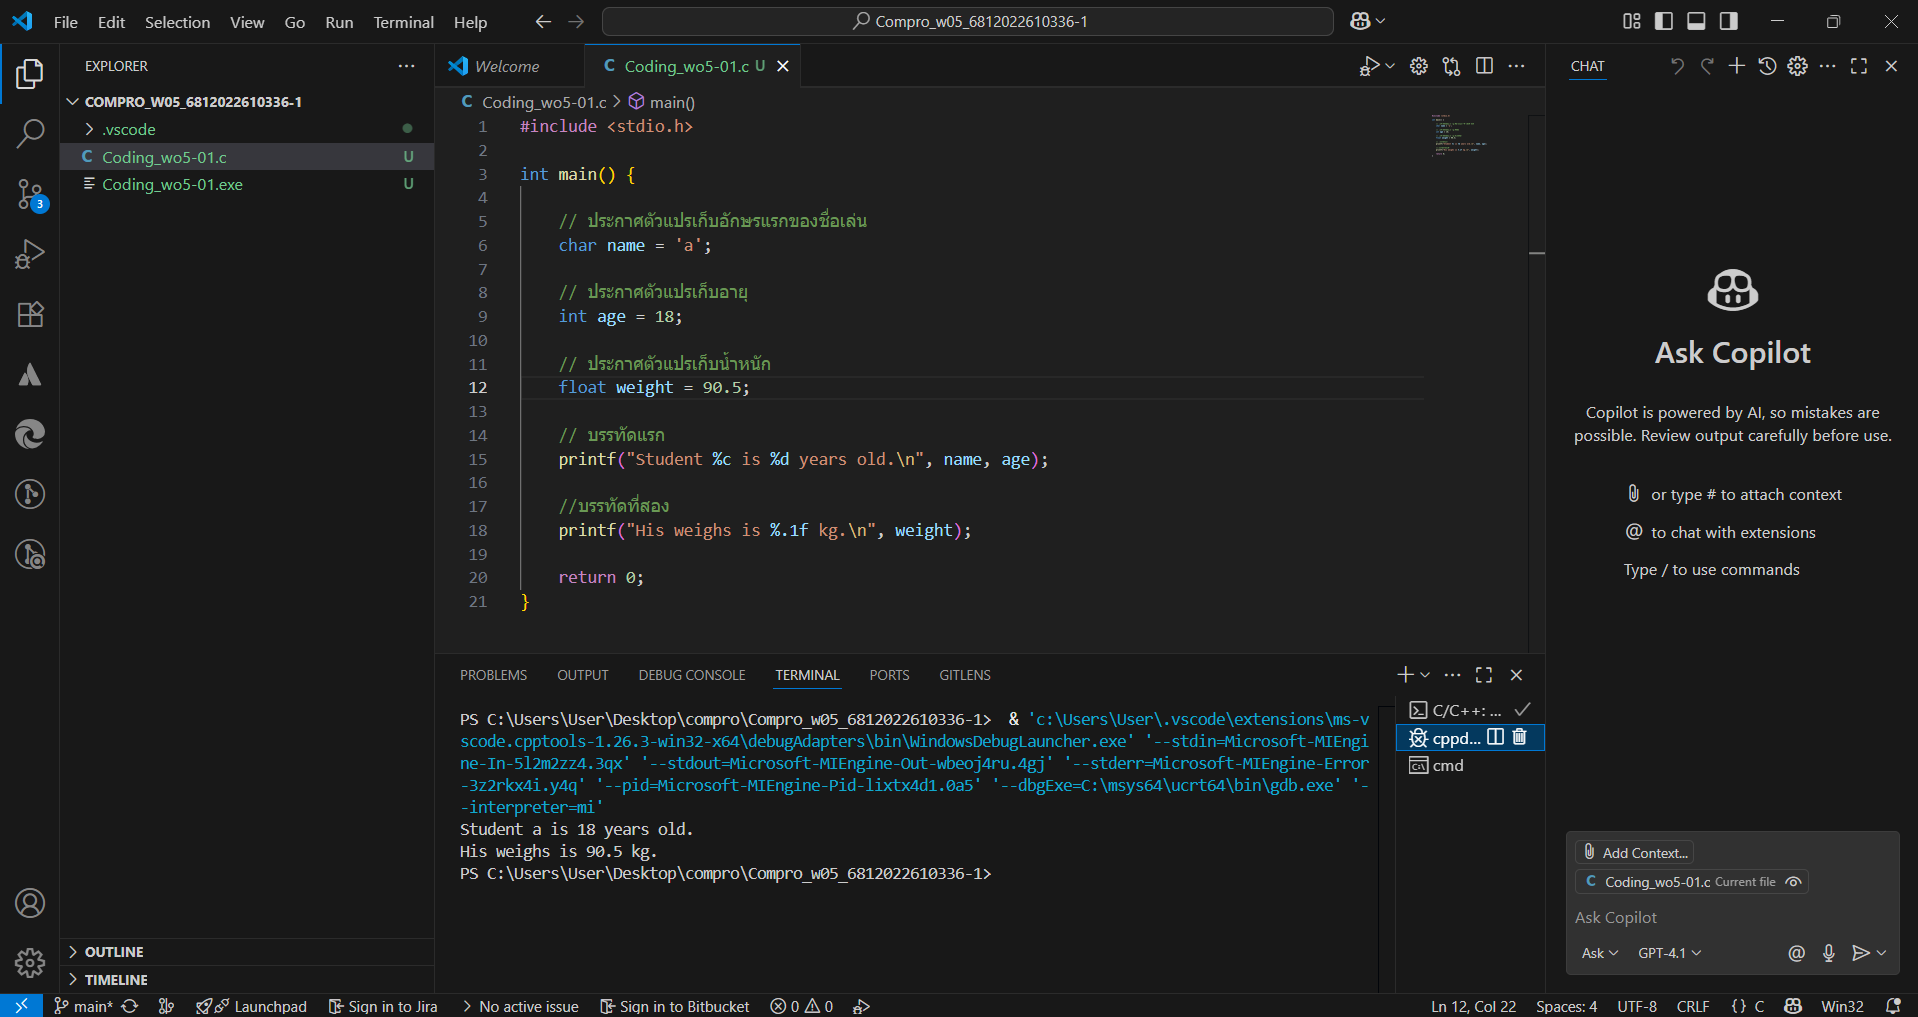 File Edit Selection View Go Run Terminal Help
Compro_w05_6812022610336-1
EXPLORER
COMPRO_W05_6812022610336-1
.vscode
C Coding_wo5-01.c U
Coding_wo5-01.exe U
3
OUTLINE
TIMELINE
Welcome
C Coding_wo5-01.c U
C Coding_wo5-01.c > main()
1 #include <stdio.h>
2
3 int main() {
4
5 // ประกาศตัวแปรเก็บอักษรแรกของชื่อเล่น
6 char name = 'a';
7
8 // ประกาศตัวแปรเก็บอายุ
9 int age = 18;
10
11 // ประกาศตัวแปรเก็บน้ำหนัก
12 float weight = 90.5;
13
14 // บรรทัดแรก
15 printf("Student %c is %d years old.\n", name, age);
16
17 //บรรทัดที่สอง
18 printf("His weighs is %.1f kg.\n", weight);
19
20 return 0;
21 }
PROBLEMS OUTPUT DEBUG CONSOLE TERMINAL PORTS GITLENS
PS C:\Users\User\Desktop\compro\Compro_w05_6812022610336-1> & 'c:\Users\User\.vscode\extensions\ms-v
scode.cpptools-1.26.3-win32-x64\debugAdapters\bin\WindowsDebugLauncher.exe' '--stdin=Microsoft-MIEngi
ne-In-5l2m2zz4.3qx' '--stdout=Microsoft-MIEngine-Out-wbeoj4ru.4gj' '--stderr=Microsoft-MIEngine-Error
-3z2rkx4i.y4q' '--pid=Microsoft-MIEngine-Pid-lixtx4d1.0a5' '--dbgExe=C:\msys64\ucrt64\bin\gdb.exe' '-
-interpreter=mi'
Student a is 18 years old.
His weighs is 90.5 kg.
PS C:\Users\User\Desktop\compro\Compro_w05_6812022610336-1>
C/C++: ...
cppd...
cmd
CHAT
Ask Copilot
Copilot is powered by AI, so mistakes are
possible. Review output carefully before use.
or type # to attach context
@ to chat with extensions
Type / to use commands
Add Context...
C Coding_wo5-01.c Current file
Ask Copilot
Ask GPT-4.1 @
main* Launchpad Sign in to Jira > No active issue Sign in to Bitbucket 0 0 Ln 12, Col 22 Spaces: 4 UTF-8 CRLF {} C Win32